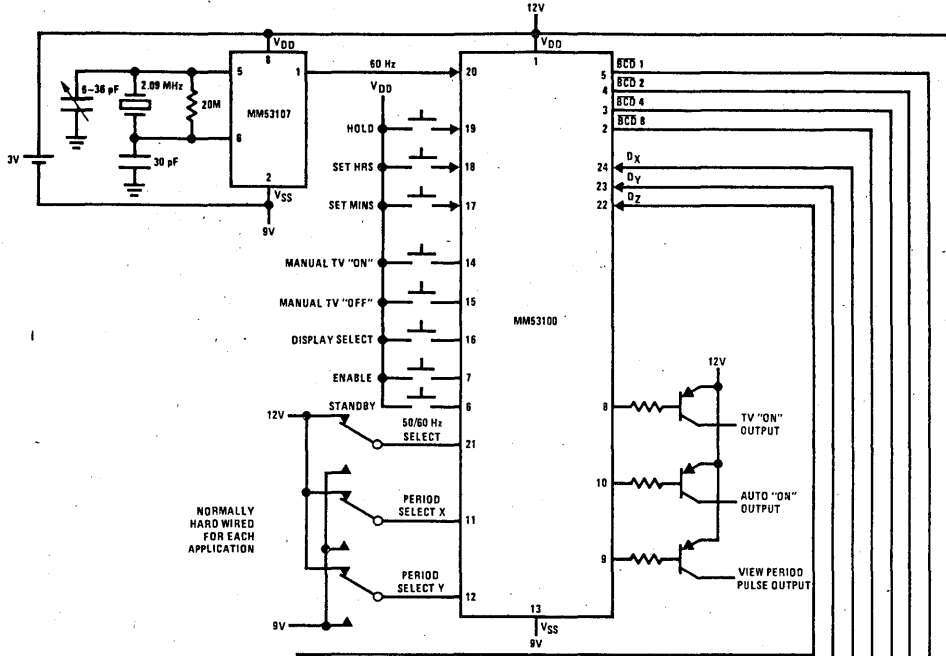 12V
VDD
1
VDD
8
5
1
60 Hz
20
6-36 pF
2.09 MHz
20M
MM53107
6
30 pF
3V
2
VSS
9V
VDD
HOLD
19
SET HRS
18
SET MINS
17
MANUAL TV "ON"
14
MANUAL TV "OFF"
15
DISPLAY SELECT
16
ENABLE
7
STANDBY
6
12V
50/60 Hz
SELECT
21
PERIOD
SELECT X
11
NORMALLY
HARD WIRED
FOR EACH
APPLICATION
PERIOD
SELECT Y
12
9V
MM53100
13
VSS
9V
5
BCD 1
4
BCD 2
3
BCD 4
2
BCD 8
24
DX
23
DY
22
DZ
12V
8
TV "ON"
OUTPUT
10
AUTO "ON"
OUTPUT
9
VIEW PERIOD
PULSE OUTPUT